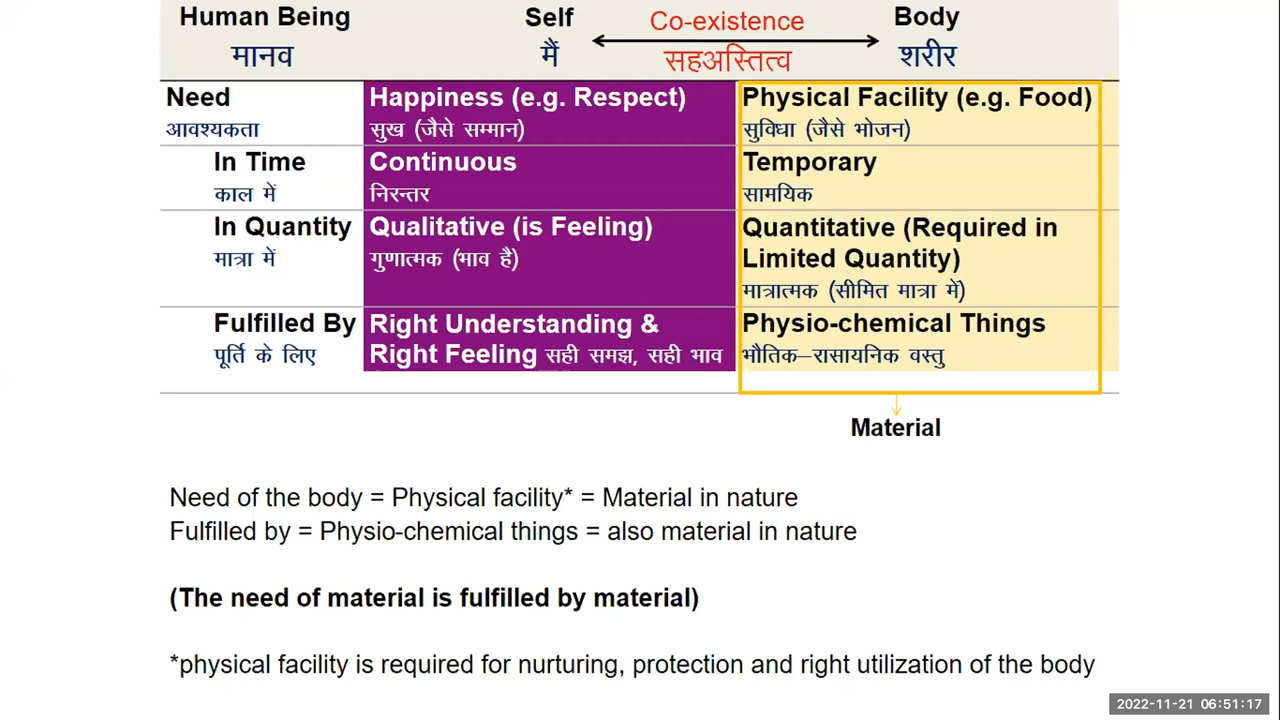 Human Being Self Co-existence Body
मानव मैं सहअस्तित्व शरीर
Need Happiness (e.g. Respect) Physical Facility (e.g. Food)
आवश्यकता सुख (जैसे सम्मान) सुविधा (जैसे भोजन)
In Time Continuous Temporary
काल में निरन्तर सामयिक
In Quantity Qualitative (is Feeling) Quantitative (Required in
Limited Quantity)
मात्रा में गुणात्मक (भाव है) मात्रात्मक (सीमित मात्रा में)
Fulfilled By Right Understanding & Physio-chemical Things
पूर्ति के लिए Right Feeling सही समझ, सही भाव भौतिक–रासायनिक वस्तु
Material
Need of the body = Physical facility* = Material in nature
Fulfilled by = Physio-chemical things = also material in nature
(The need of material is fulfilled by material)
*physical facility is required for nurturing, protection and right utilization of the body
2022-11-21 06:51:17